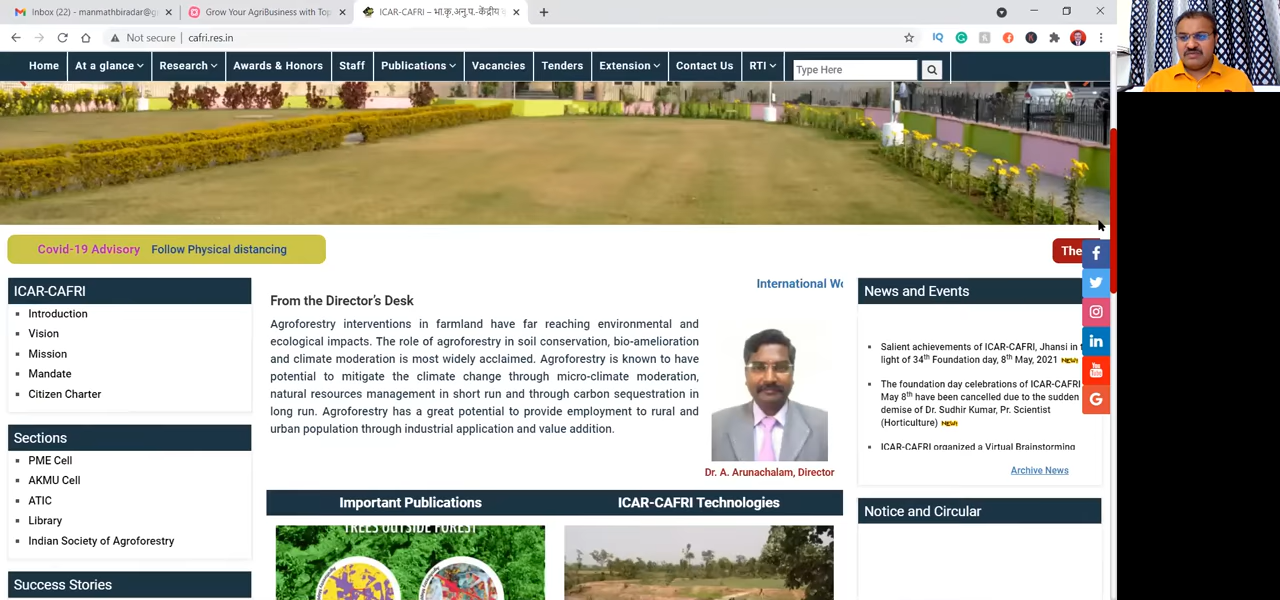 Inbox (22) - manmathbiradar@g
Grow Your AgriBusiness with Top
ICAR-CAFRI – भा.कृ.अनु.प.-केंद्रीय
Not secure | cafri.res.in
IQ
Home At a glance Research Awards & Honors Staff Publications Vacancies Tenders Extension Contact Us RTI Type Here
Covid-19 Advisory Follow Physical distancing
The
ICAR-CAFRI
Introduction
Vision
Mission
Mandate
Citizen Charter
Sections
PME Cell
AKMU Cell
ATIC
Library
Indian Society of Agroforestry
Success Stories
International Wo
From the Director's Desk
Agroforestry interventions in farmland have far reaching environmental and
ecological impacts. The role of agroforestry in soil conservation, bio-amelioration
and climate moderation is most widely acclaimed. Agroforestry is known to have
potential to mitigate the climate change through micro-climate moderation,
natural resources management in short run and through carbon sequestration in
long run. Agroforestry has a great potential to provide employment to rural and
urban population through industrial application and value addition.
Dr. A. Arunachalam, Director
Important Publications
TREES OUTSIDE FOREST
ICAR-CAFRI Technologies
News and Events
Salient achievements of ICAR-CAFRI, Jhansi in t
light of 34th Foundation day, 8th May, 2021 NEW!
The foundation day celebrations of ICAR-CAFRI
May 8th have been cancelled due to the sudden
demise of Dr. Sudhir Kumar, Pr. Scientist
(Horticulture) NEW!
ICAR-CAFRI organized a Virtual Brainstorming
Archive News
Notice and Circular